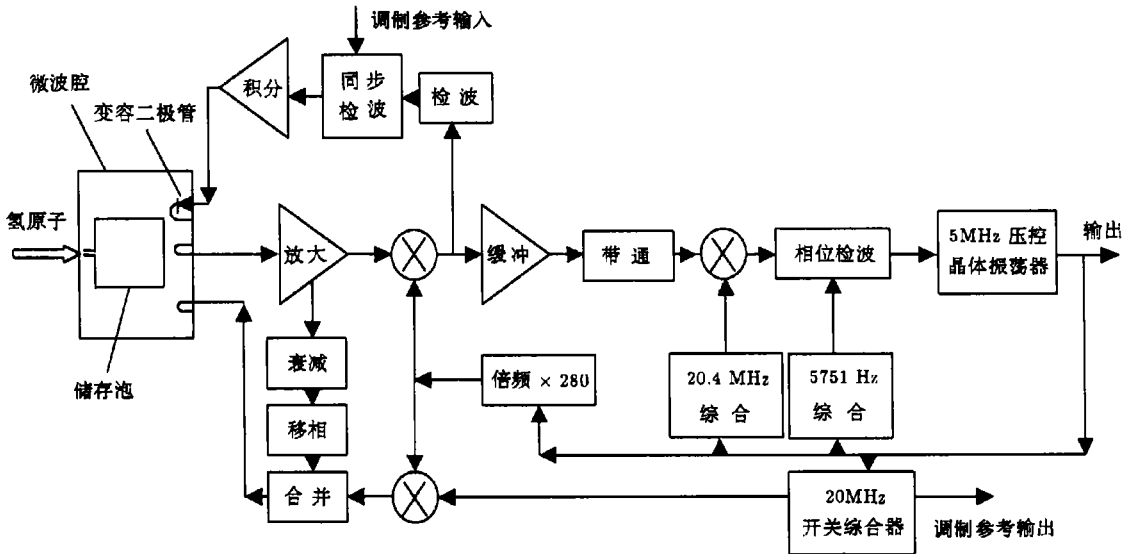 调制参考输入
微波腔
变容二极管
积分
同步
检波
检波
氢原子
放大
缓冲
带通
相位检波
5MHz 压控
晶体振荡器
输出
储存池
衰减
移相
合并
倍频 × 280
20.4 MHz
综合
5751 Hz
综合
20MHz
开关综合器
调制参考输出